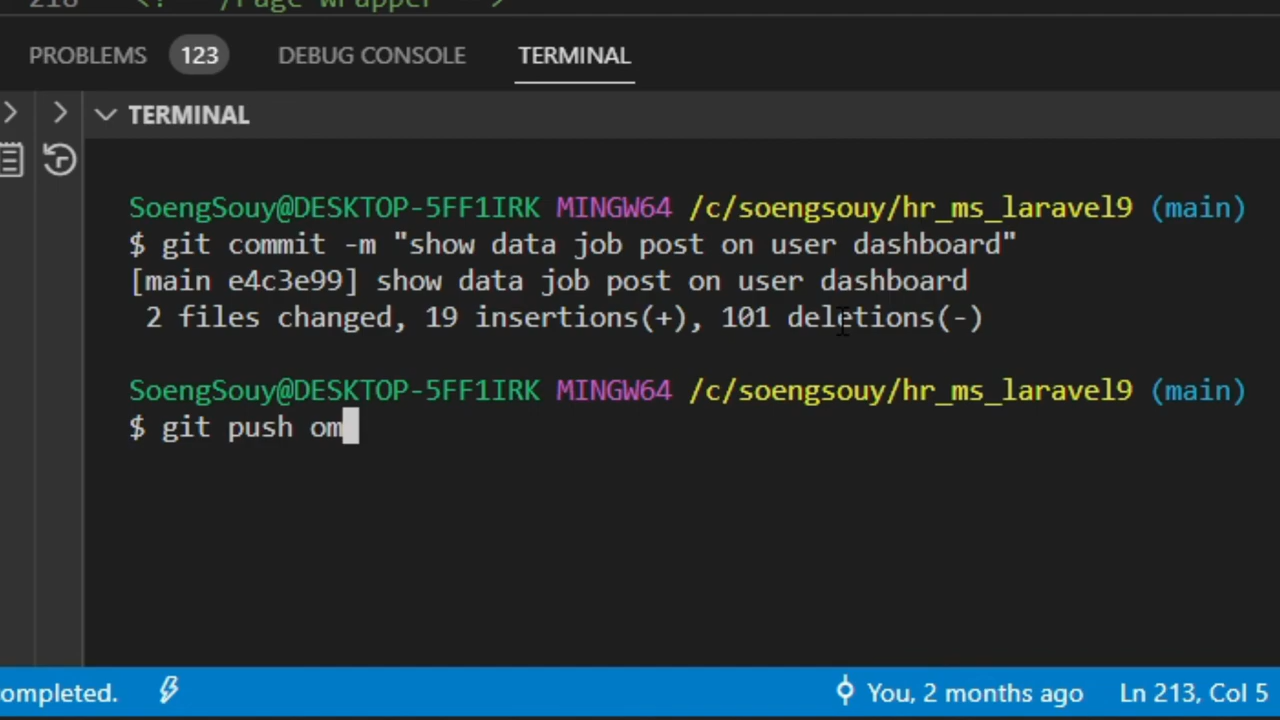 PROBLEMS 123 DEBUG CONSOLE TERMINAL
TERMINAL
SoengSouy@DESKTOP-5FF1IRK MINGW64 /c/soengsouy/hr_ms_laravel9 (main)
$ git commit -m "show data job post on user dashboard"
[main e4c3e99] show data job post on user dashboard
2 files changed, 19 insertions(+), 101 deletions(-)
SoengSouy@DESKTOP-5FF1IRK MINGW64 /c/soengsouy/hr_ms_laravel9 (main)
$ git push om
ompleted. You, 2 months ago Ln 213, Col 5